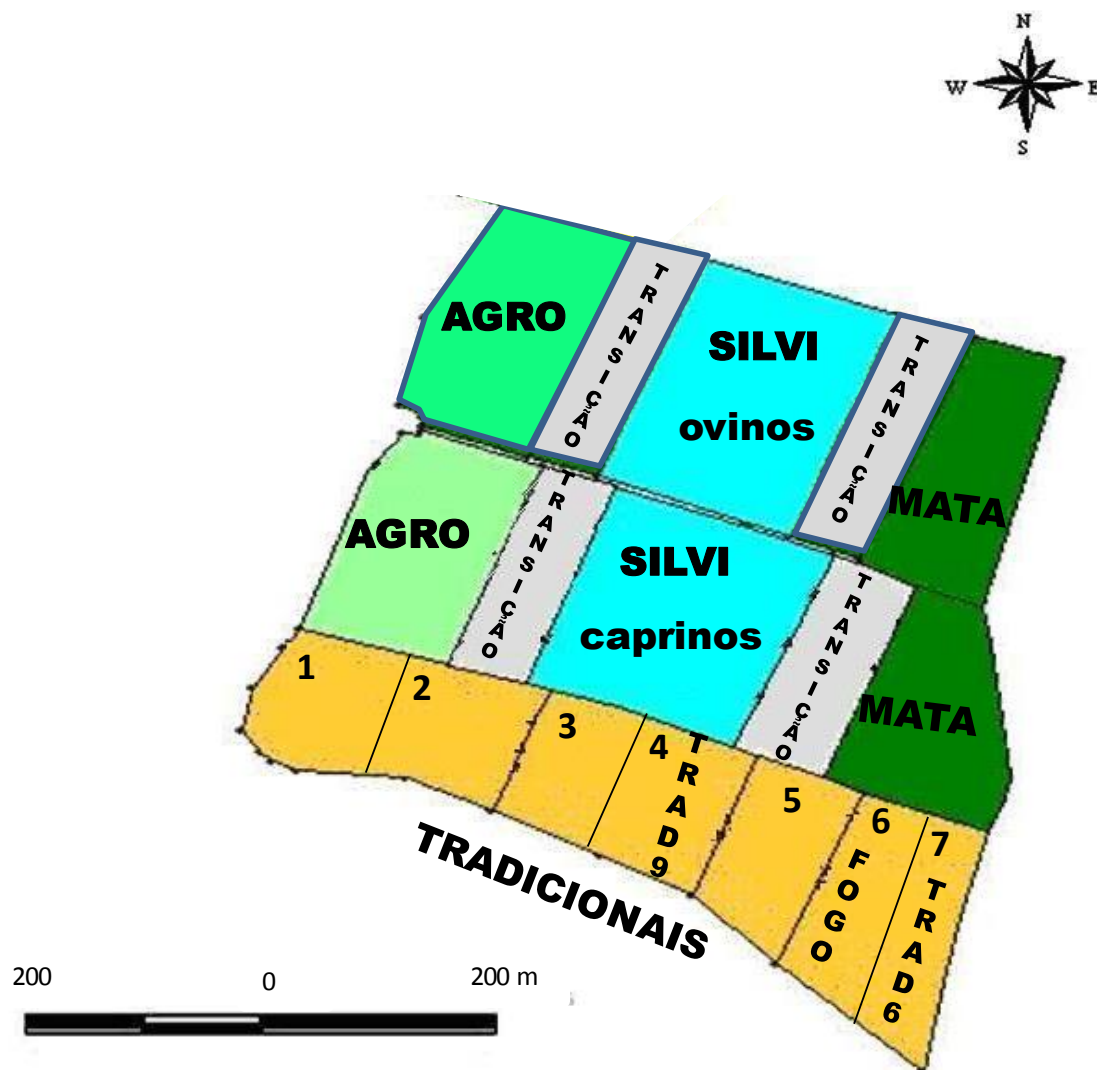 N
W E
S
AGRO
TRANSIÇÃO
SILVI
ovinos
TRANSIÇÃO
MATA
AGRO
TRANSIÇÃO
SILVI
caprinos
TRANSIÇÃO
MATA
1
2
3
4
TRAD9
5
6
FOGO
7
TRAD6
TRADICIONAIS
200 0 200 m